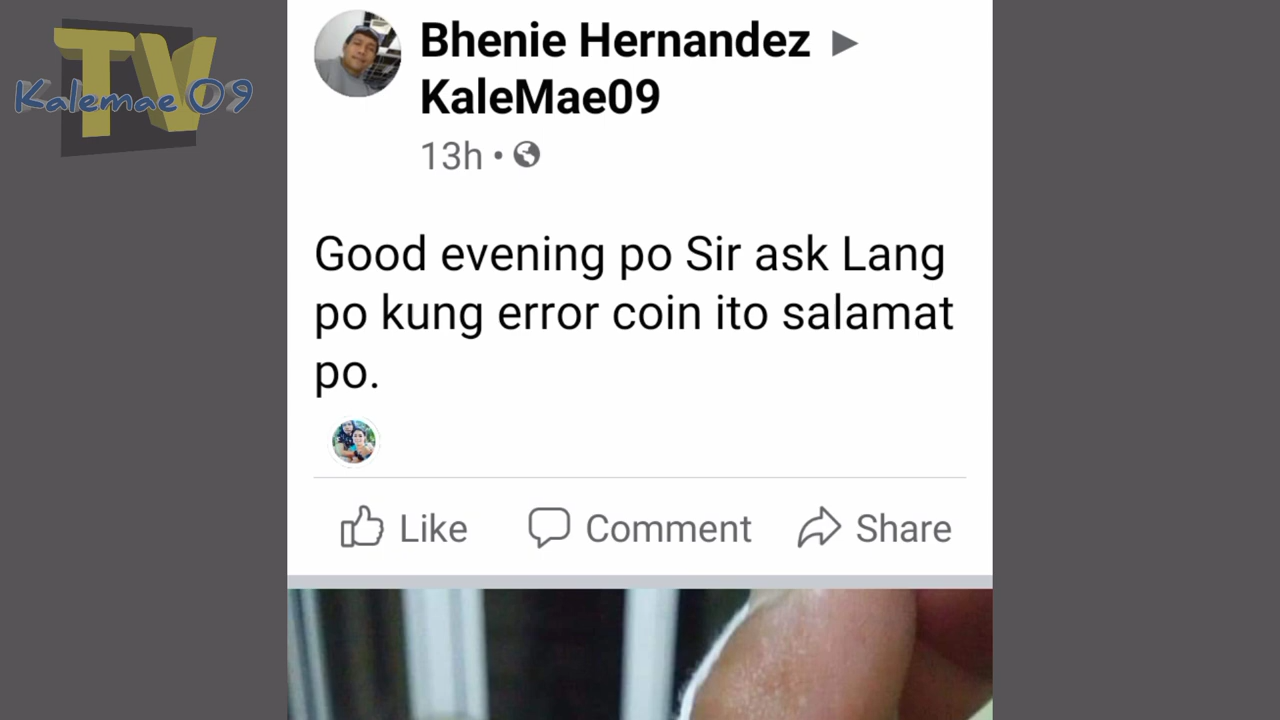 TV
Kalemae 09
Bhenie Hernandez ▶
KaleMae09
13h •
Good evening po Sir ask Lang
po kung error coin ito salamat
po.
Like Comment Share